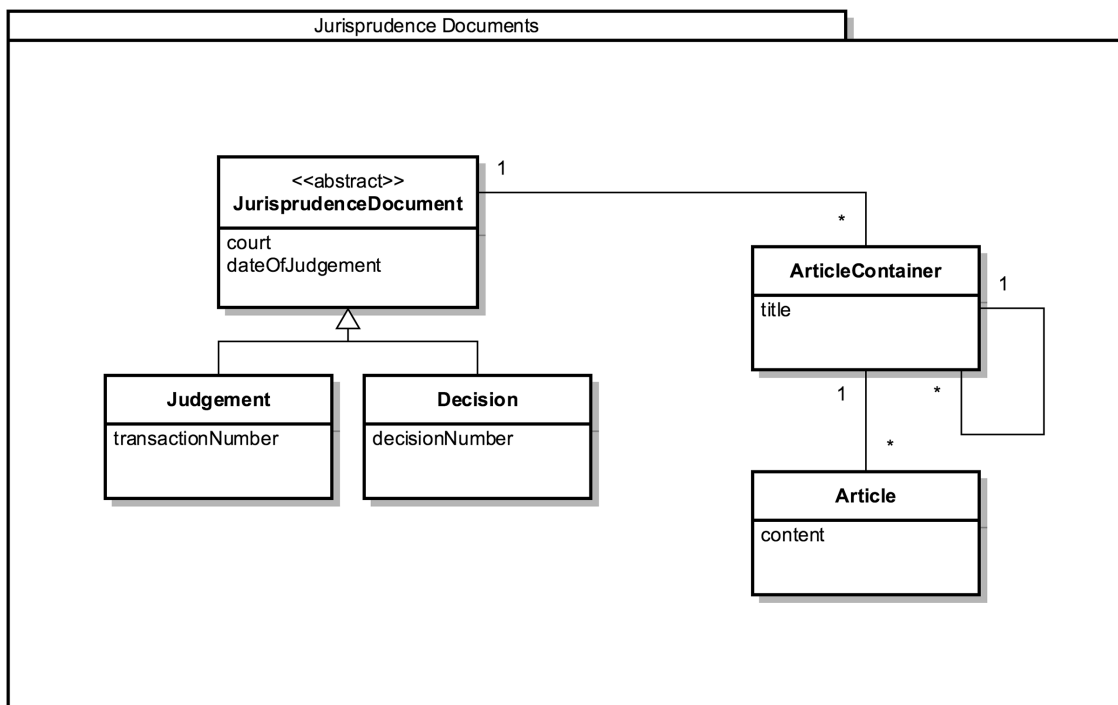 Jurisprudence Documents
<<abstract>>
JurisprudenceDocument
court
dateOfJudgement
1
*
ArticleContainer
title
1
*
1
*
Judgement
transactionNumber
Decision
decisionNumber
Article
content